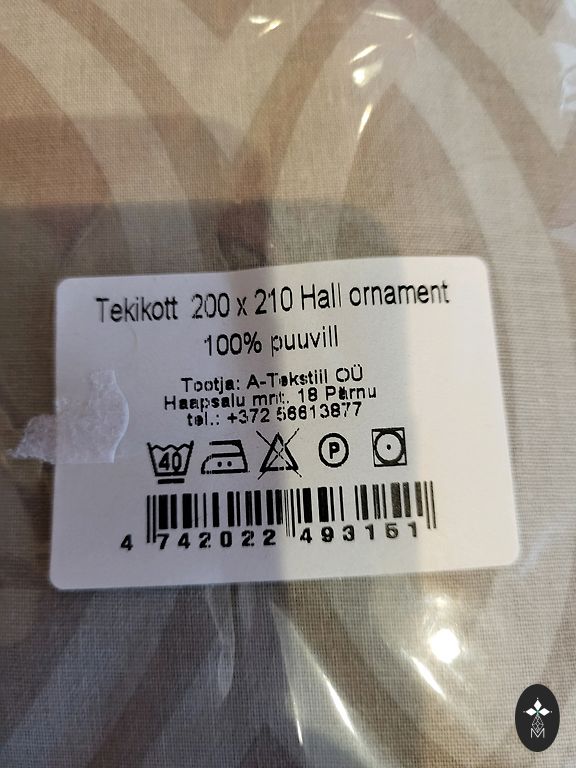 Tekikott 200 x 210 Hall ornament
100% puuvill
Tootja: A-Tekstiil OÜ
Haapsalu mnt. 18 Pärnu
tel.: +372 56613877
40 P
4 742022 493151
M